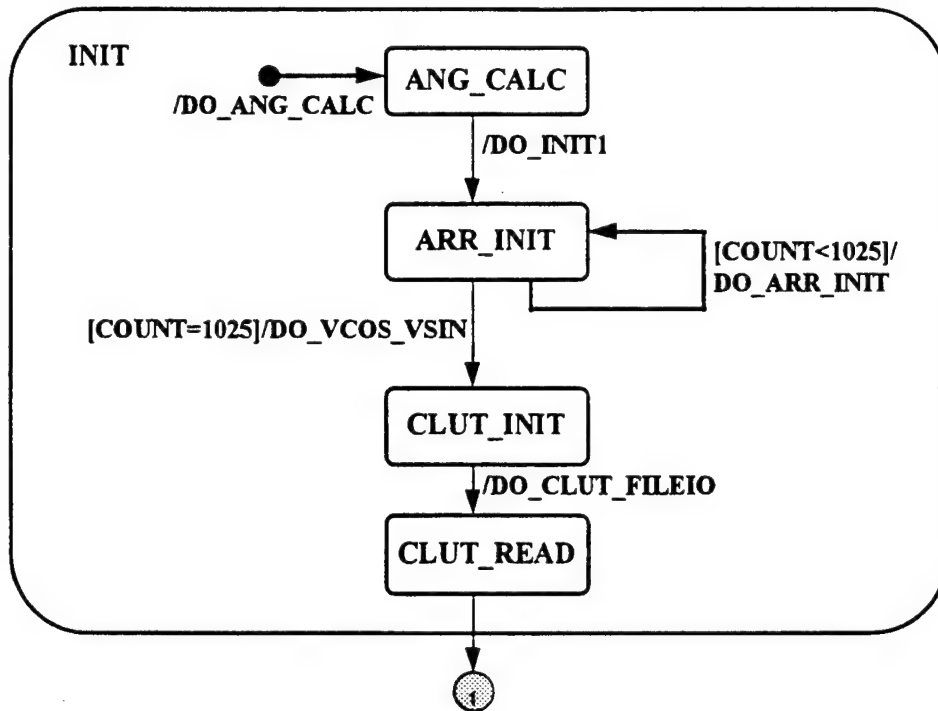 INIT
ANG_CALC
/DO_ANG_CALC
/DO_INIT1
ARR_INIT
[COUNT<1025]/
DO_ARR_INIT
[COUNT=1025]/DO_VCOS_VSIN
CLUT_INIT
/DO_CLUT_FILEIO
CLUT_READ
1